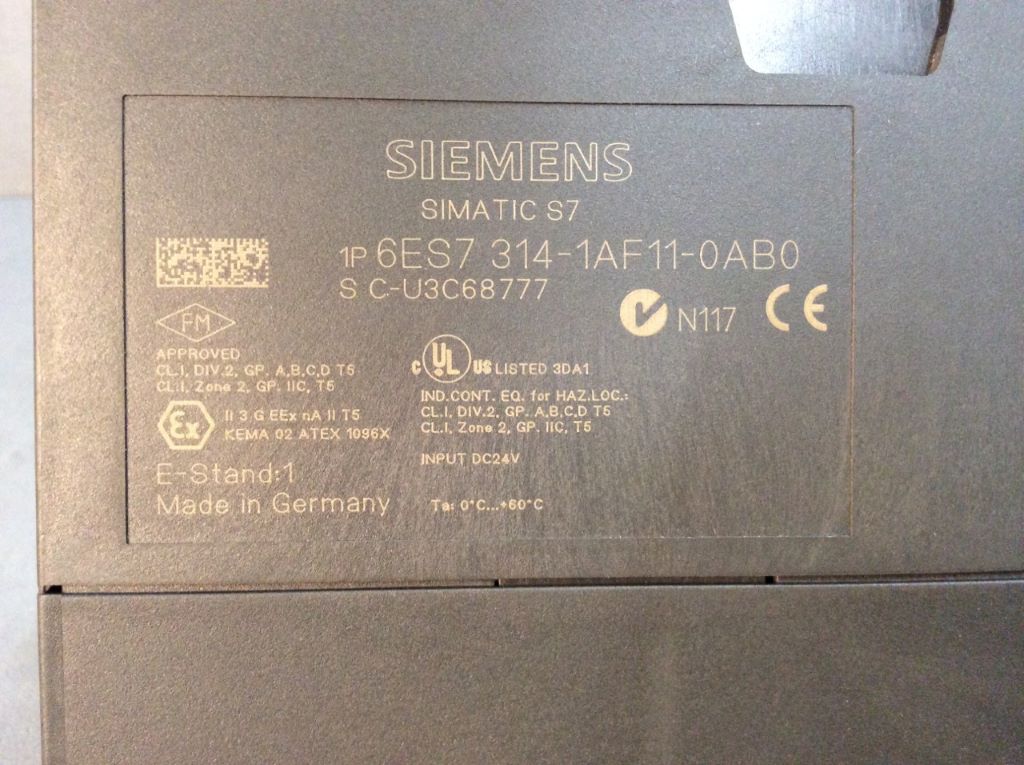 SIEMENS
SIMATIC S7
1P 6ES7 314-1AF11-0AB0
S C-U3C68777
N117 CE
FM
APPROVED
CL.I, DIV.2, GP. A,B,C,D T5
CL.I, Zone 2, GP. IIC, T5
Ex II 3 G EEx nA II T5
KEMA 02 ATEX 1096X
E-Stand:1
Made in Germany
C UL US LISTED 3DA1
IND.CONT. EQ. for HAZ.LOC.:
CL.I, DIV.2, GP. A,B,C,D T5
CL.I, Zone 2, GP. IIC, T5
INPUT DC24V
Ta: 0°C...+60°C